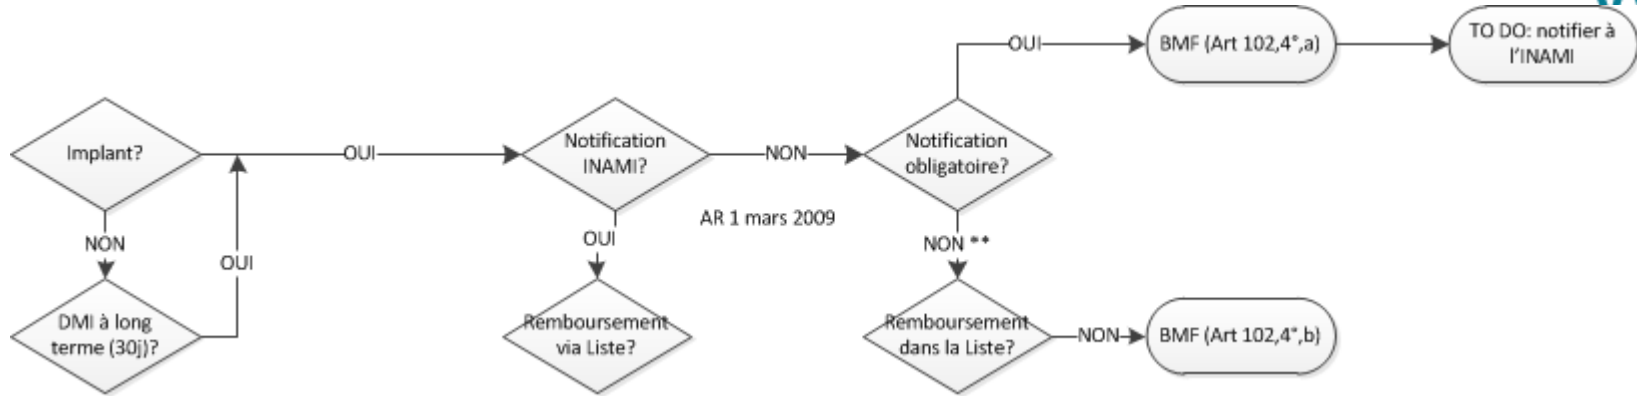 OUI
BMF (Art 102,4°,a)
TO DO: notifier à
l'INAMI
Implant?
OUI
Notification
INAMI?
NON
Notification
obligatoire?
AR 1 mars 2009
NON
OUI
OUI
NON **
DMI à long
terme (30j)?
Remboursement
via Liste?
Remboursement
dans la Liste?
NON
BMF (Art 102,4°,b)